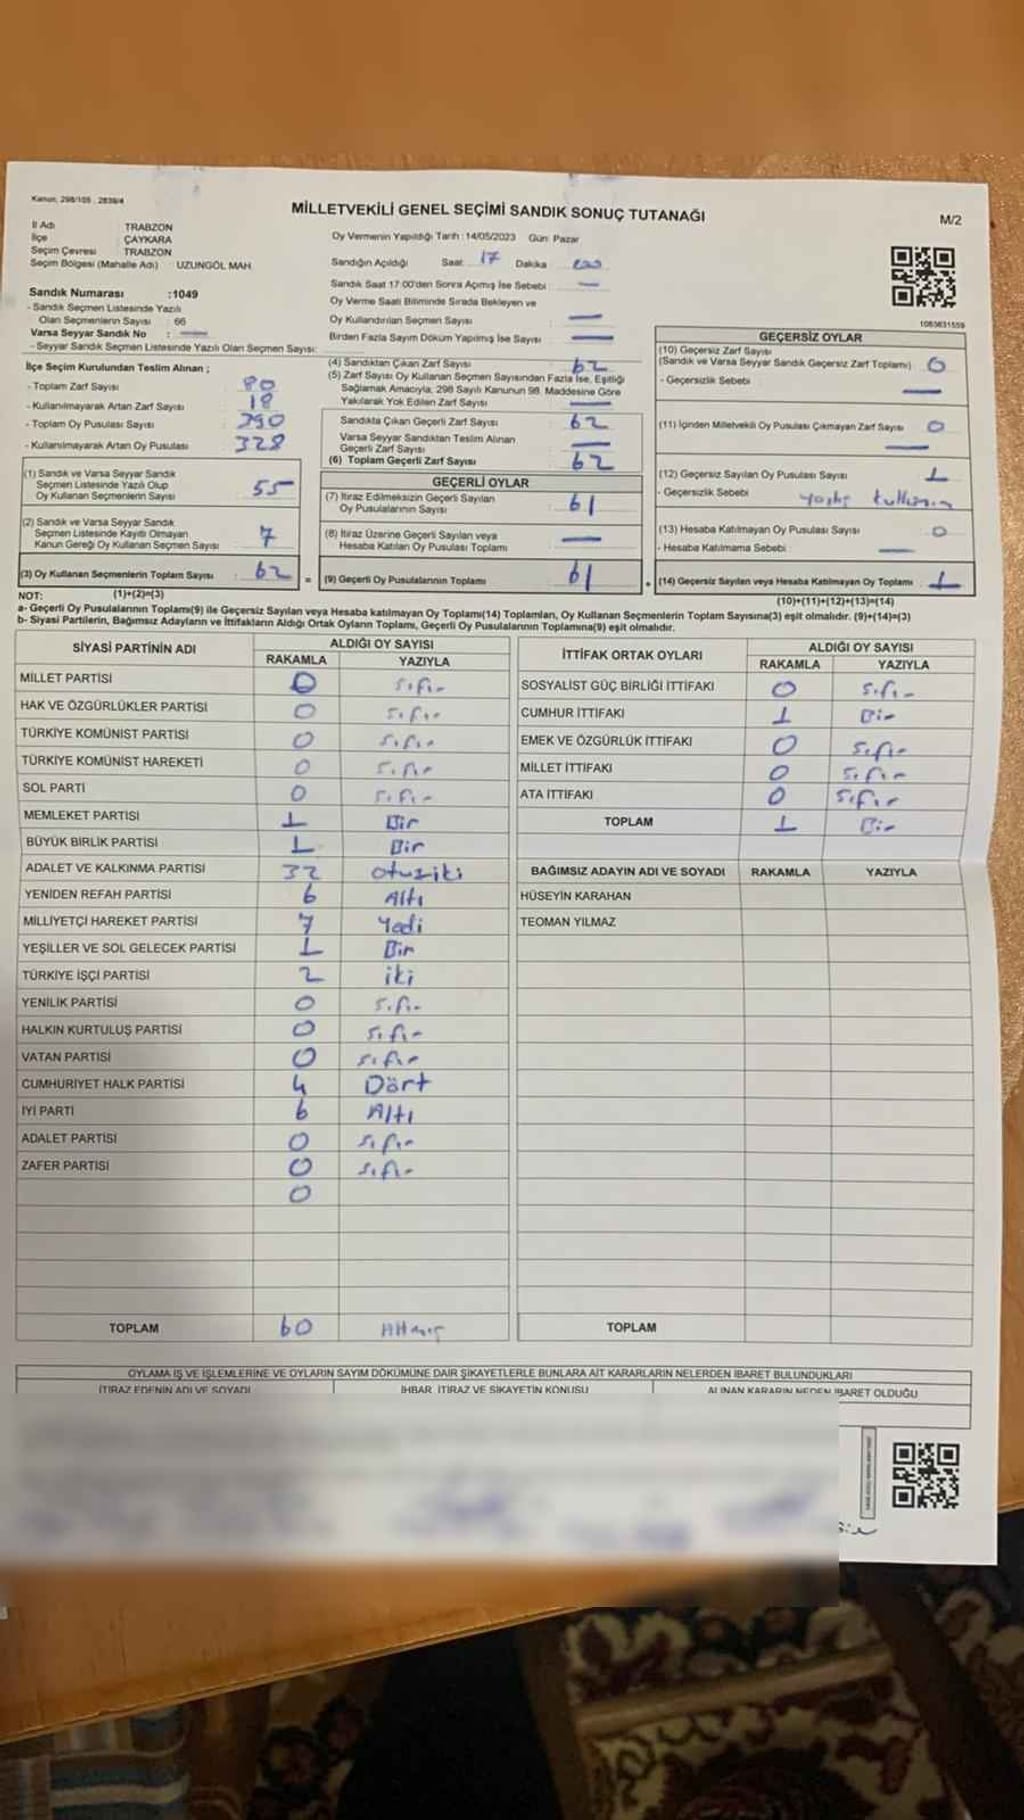 Kanun: 298/105 , 2839/4
MİLLETVEKİLİ GENEL SEÇİMİ SANDIK SONUÇ TUTANAĞI
M/2
İl Adı TRABZON
İlçe ÇAYKARA
Seçim Çevresi TRABZON
Seçim Bölgesi (Mahalle Adı) UZUNGÖL MAH.
Oy Vermenin Yapıldığı Tarih : 14/05/2023 Gün: Pazar
Sandığın Açıldığı Saat 17 Dakika
Sandık Saat 17:00'den Sonra Açılmış İse Sebebi : —
Oy Verme Saati Bitiminde Sırada Bekleyen ve
Oy Kullandırılan Seçmen Sayısı —
Birden Fazla Sayım Döküm Yapılmış İse Sayısı —
Sandık Numarası :1049
- Sandık Seçmen Listesinde Yazılı
Olan Seçmenlerin Sayısı : 66
Varsa Seyyar Sandık No : —
- Seyyar Sandık Seçmen Listesinde Yazılı Olan Seçmen Sayısı:
İlçe Seçim Kurulundan Teslim Alınan ;
- Toplam Zarf Sayısı : 80
- Kullanılmayarak Artan Zarf Sayısı : 18
- Toplam Oy Pusulası Sayısı : 390
- Kullanılmayarak Artan Oy Pusulası : 328
(1) Sandık ve Varsa Seyyar Sandık
Seçmen Listesinde Yazılı Olup
Oy Kullanan Seçmenlerin Sayısı : 55
(2) Sandık ve Varsa Seyyar Sandık
Seçmen Listesinde Kayıtlı Olmayan
Kanun Gereği Oy Kullanan Seçmen Sayısı : 7
(3) Oy Kullanan Seçmenlerin Toplam Sayısı : 62 =
(4) Sandıktan Çıkan Zarf Sayısı : 62
(5) Zarf Sayısı Oy Kullanan Seçmen Sayısından Fazla İse, Eşitliği
Sağlamak Amacıyla, 298 Sayılı Kanunun 98. Maddesine Göre
Yakılarak Yok Edilen Zarf Sayısı : —
Sandıkta Çıkan Geçerli Zarf Sayısı : 62
Varsa Seyyar Sandıktan Teslim Alınan
Geçerli Zarf Sayısı : —
(6) Toplam Geçerli Zarf Sayısı : 62
GEÇERLİ OYLAR
(7) İtiraz Edilmeksizin Geçerli Sayılan
Oy Pusulalarının Sayısı : 61
(8) İtiraz Üzerine Geçerli Sayılan veya
Hesaba Katılan Oy Pusulası Toplamı : —
(9) Geçerli Oy Pusulalarının Toplamı : 61 +
1083631559
GEÇERSİZ OYLAR
(10) Geçersiz Zarf Sayısı
(Sandık ve Varsa Seyyar Sandık Geçersiz Zarf Toplamı) : 0
- Geçersizlik Sebebi : —
(11) İçinden Milletvekili Oy Pusulası Çıkmayan Zarf Sayısı : 0
—
(12) Geçersiz Sayılan Oy Pusulası Sayısı : 1
- Geçersizlik Sebebi :
(13) Hesaba Katılmayan Oy Pusulası Sayısı : 0
- Hesaba Katılmama Sebebi : —
(14) Geçersiz Sayılan veya Hesaba Katılmayan Oy Toplamı : 1
NOT: (1)+(2)=(3)
(10)+(11)+(12)+(13)=(14)
a- Geçerli Oy Pusulalarının Toplamı(9) ile Geçersiz Sayılan veya Hesaba katılmayan Oy Toplamı(14) Toplamları, Oy Kullanan Seçmenlerin Toplam Sayısına(3) eşit olmalıdır. (9)+(14)=(3)
b- Siyasi Partilerin, Bağımsız Adayların ve İttifakların Aldığı Ortak Oyların Toplamı, Geçerli Oy Pusulalarının Toplamına(9) eşit olmalıdır.
SİYASİ PARTİNİN ADI ALDIĞI OY SAYISI
RAKAMLA YAZIYLA
MİLLET PARTİSİ 0 sıfır
HAK VE ÖZGÜRLÜKLER PARTİSİ 0 sıfır
TÜRKİYE KOMÜNİST PARTİSİ 0 sıfır
TÜRKİYE KOMÜNİST HAREKETİ 0 sıfır
SOL PARTİ 0 sıfır
MEMLEKET PARTİSİ 1 Bir
BÜYÜK BİRLİK PARTİSİ 1 Bir
ADALET VE KALKINMA PARTİSİ 32 otuziki
YENİDEN REFAH PARTİSİ 6 Altı
MİLLİYETÇİ HAREKET PARTİSİ 7 Yedi
YEŞİLLER VE SOL GELECEK PARTİSİ 1 Bir
TÜRKİYE İŞÇİ PARTİSİ 2 iki
YENİLİK PARTİSİ 0 sıfır
HALKIN KURTULUŞ PARTİSİ 0 sıfır
VATAN PARTİSİ 0 sıfır
CUMHURİYET HALK PARTİSİ 4 Dört
İYİ PARTİ 6 Altı
ADALET PARTİSİ 0 sıfır
ZAFER PARTİSİ 0 sıfır
0
TOPLAM 60 Altmış
İTTİFAK ORTAK OYLARI ALDIĞI OY SAYISI
RAKAMLA YAZIYLA
SOSYALİST GÜÇ BİRLİĞİ İTTİFAKI 0 sıfır
CUMHUR İTTİFAKI 1 Bir
EMEK VE ÖZGÜRLÜK İTTİFAKI 0 sıfır
MİLLET İTTİFAKI 0 sıfır
ATA İTTİFAKI 0 sıfır
TOPLAM 1 Bir
BAĞIMSIZ ADAYIN ADI VE SOYADI RAKAMLA YAZIYLA
HÜSEYİN KARAHAN
TEOMAN YILMAZ
TOPLAM
OYLAMA İŞ VE İŞLEMLERİNE VE OYLARIN SAYIM DÖKÜMÜNE DAİR ŞİKAYETLERLE BUNLARA AİT KARARLARIN NELERDEN İBARET BULUNDUKLARI
İTİRAZ EDENİN ADI VE SOYADI İHBAR, İTİRAZ VE ŞİKAYETİN KONUSU ALINAN KARARIN NEDEN İBARET OLDUĞU